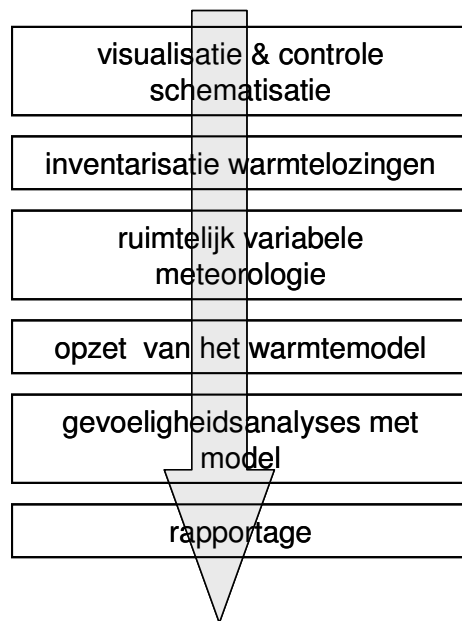 visualisatie & controle
schematisatie
inventarisatie warmtelozingen
ruimtelijk variabele
meteorologie
opzet van het warmtemodel
gevoeligheidsanalyses met
model
rapportage